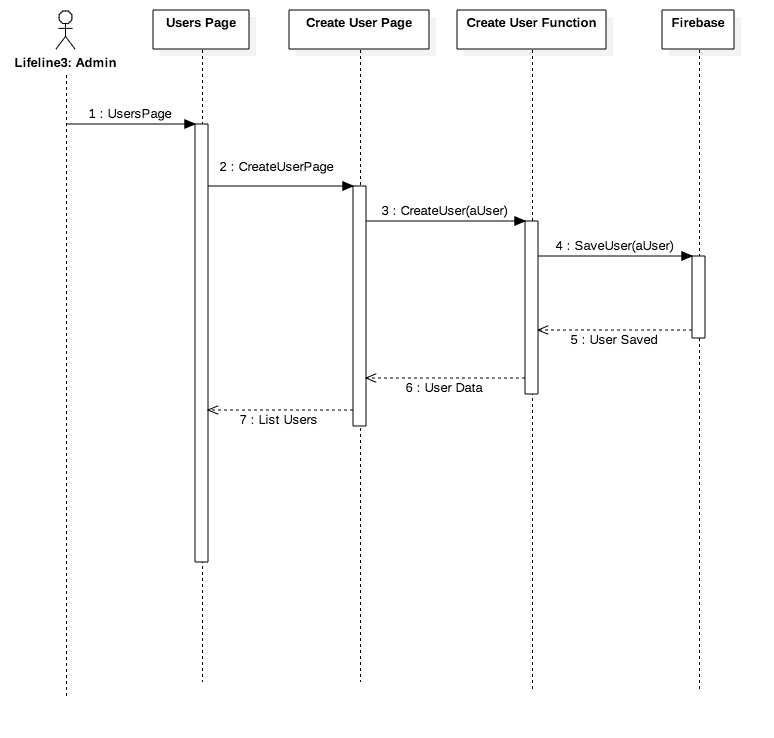 Users Page
Create User Page
Create User Function
Firebase
Lifeline3: Admin
1 : UsersPage
2 : CreateUserPage
3 : CreateUser(aUser)
4 : SaveUser(aUser)
5 : User Saved
6 : User Data
7 : List Users